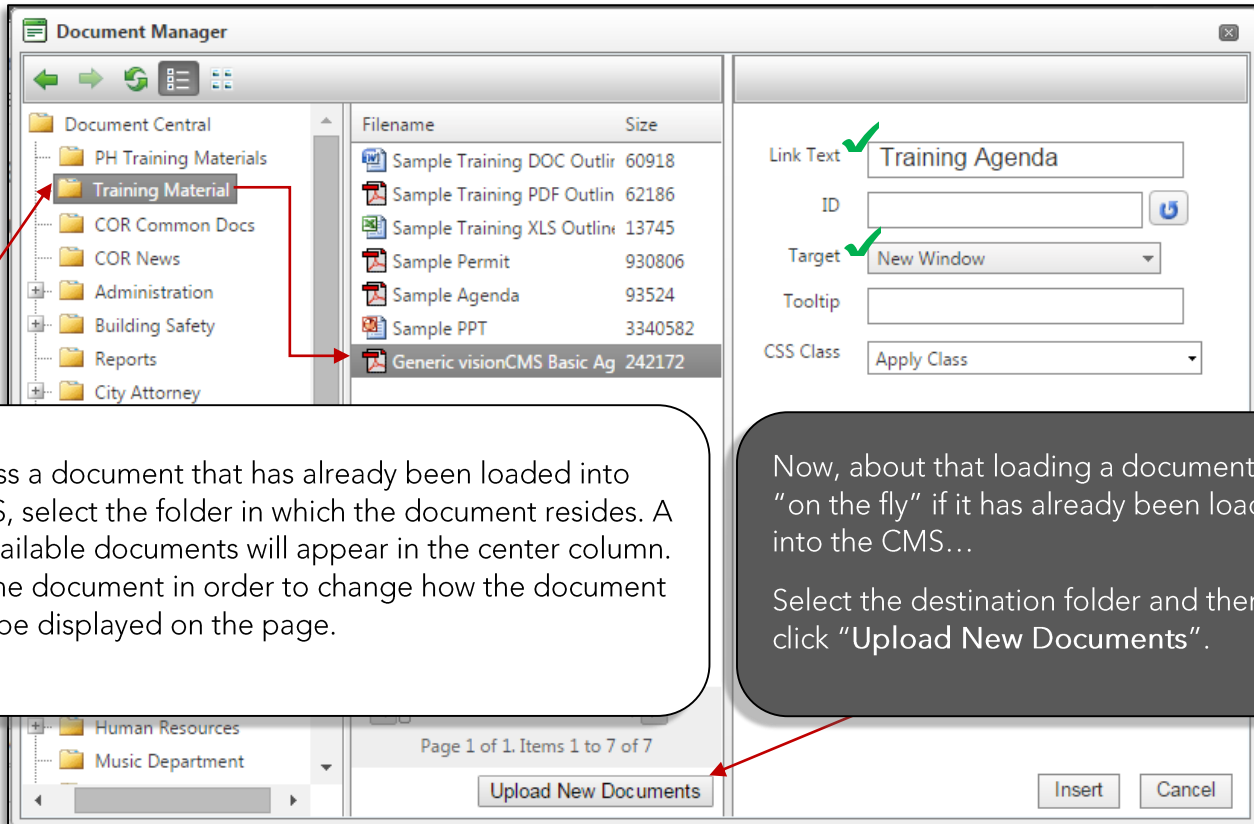 Document Manager
Document Central
PH Training Materials
Training Material
COR Common Docs
COR News
Administration
Building Safety
Reports
City Attorney
Human Resources
Music Department
Filename Size
Sample Training DOC Outlir 60918
Sample Training PDF Outlin 62186
Sample Training XLS Outline 13745
Sample Permit 930806
Sample Agenda 93524
Sample PPT 3340582
Generic visionCMS Basic Ag 242172
Page 1 of 1. Items 1 to 7 of 7
Upload New Documents
Link Text Training Agenda
ID
Target New Window
Tooltip
CSS Class Apply Class
Insert Cancel
ss a document that has already been loaded into
S, select the folder in which the document resides. A
ailable documents will appear in the center column.
he document in order to change how the document
be displayed on the page.
Now, about that loading a document
“on the fly” if it has already been load
into the CMS…
Select the destination folder and then
click “Upload New Documents”.